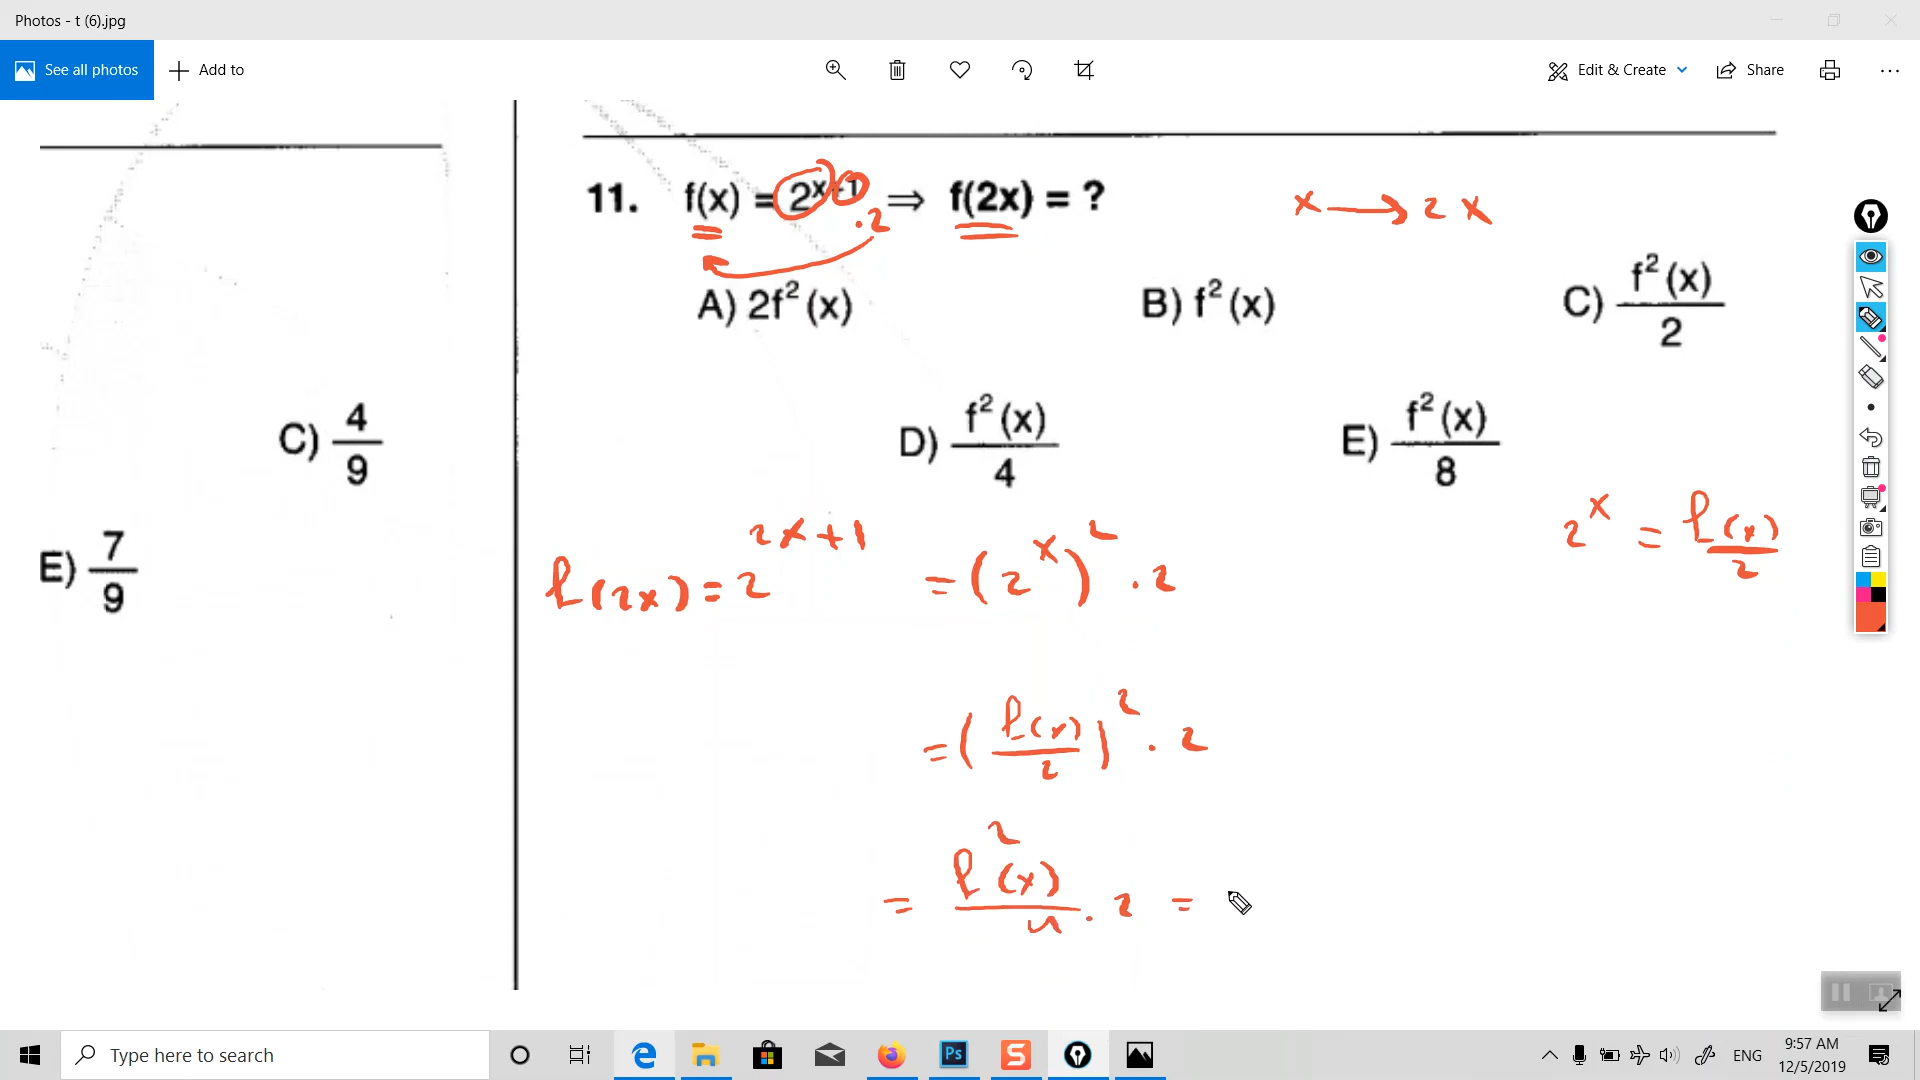 Photos - t (6).jpg
See all photos
Add to
Edit & Create
Share
11. f(x) = 2^(x+1) ⇒ f(2x) = ?
. 2
x → 2x
A) 2f²(x)
B) f²(x)
C) f²(x)/2
D) f²(x)/4
E) f²(x)/8
C) 4/9
E) 7/9
f(2x) = 2^(2x+1) = (2^x)² . 2
2^x = f(x)/2
= (f(x)/2)² . 2
= f²(x)/4 . 2 =
Type here to search
Ps
S
ENG
9:57 AM
12/5/2019